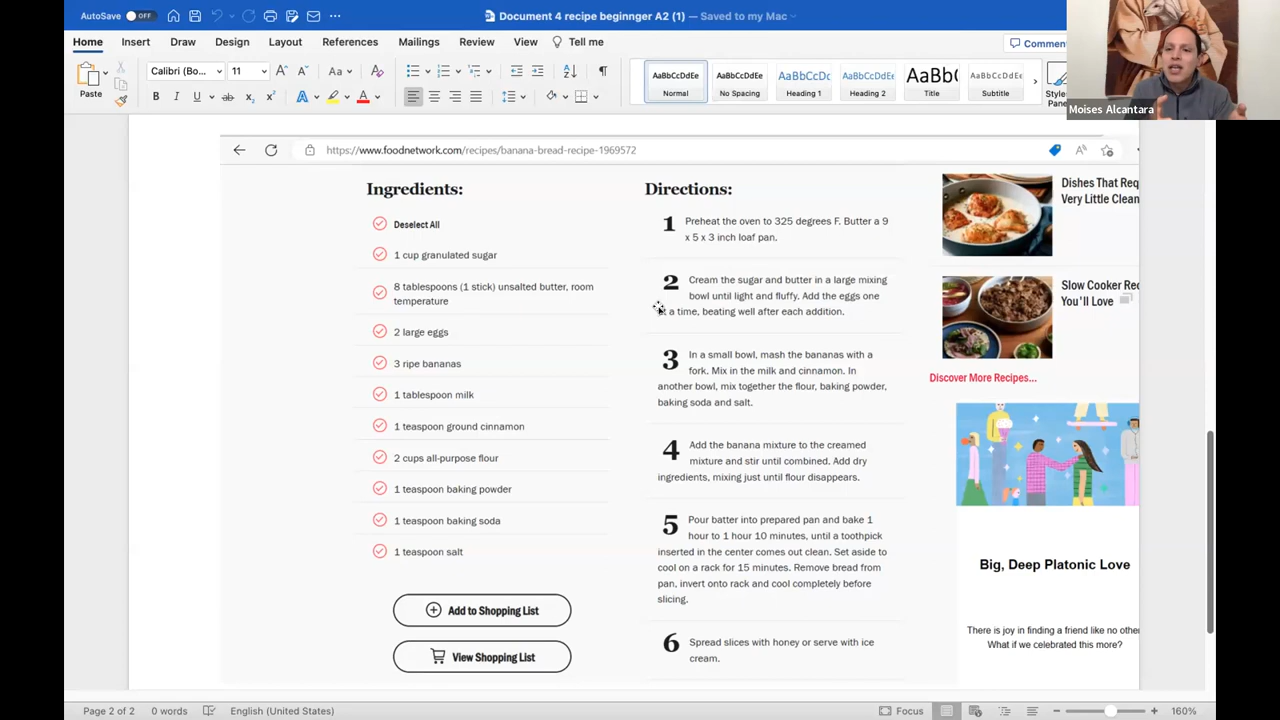 AutoSave OFF
Document 4 recipe beginnger A2 (1) — Saved to my Mac
Home Insert Draw Design Layout References Mailings Review View Tell me
Paste
Calibri (Bo... 11
AaBbCcDdEe AaBbCcDdEe AaBbCcDc AaBbCcDdEe AaBb AaBbCcDdEe
Normal No Spacing Heading 1 Heading 2 Title Subtitle
Moises Alcantara
https://www.foodnetwork.com/recipes/banana-bread-recipe-1969572
Ingredients:
Deselect All
1 cup granulated sugar
8 tablespoons (1 stick) unsalted butter, room
temperature
2 large eggs
3 ripe bananas
1 tablespoon milk
1 teaspoon ground cinnamon
2 cups all-purpose flour
1 teaspoon baking powder
1 teaspoon baking soda
1 teaspoon salt
Add to Shopping List
View Shopping List
Directions:
1 Preheat the oven to 325 degrees F. Butter a 9
x 5 x 3 inch loaf pan.
2 Cream the sugar and butter in a large mixing
bowl until light and fluffy. Add the eggs one
a time, beating well after each addition.
3 In a small bowl, mash the bananas with a
fork. Mix in the milk and cinnamon. In
another bowl, mix together the flour, baking powder,
baking soda and salt.
4 Add the banana mixture to the creamed
mixture and stir until combined. Add dry
ingredients, mixing just until flour disappears.
5 Pour batter into prepared pan and bake 1
hour to 1 hour 10 minutes, until a toothpick
inserted in the center comes out clean. Set aside to
cool on a rack for 15 minutes. Remove bread from
pan, invert onto rack and cool completely before
slicing.
6 Spread slices with honey or serve with ice
cream.
Dishes That
Very Little
Slow Cooker
You'll Love
Discover More Recipes...
Big, Deep Platonic Love
There is joy in finding a friend like no other
What if we celebrated this more?
Page 2 of 2 0 words English (United States) Focus 160%